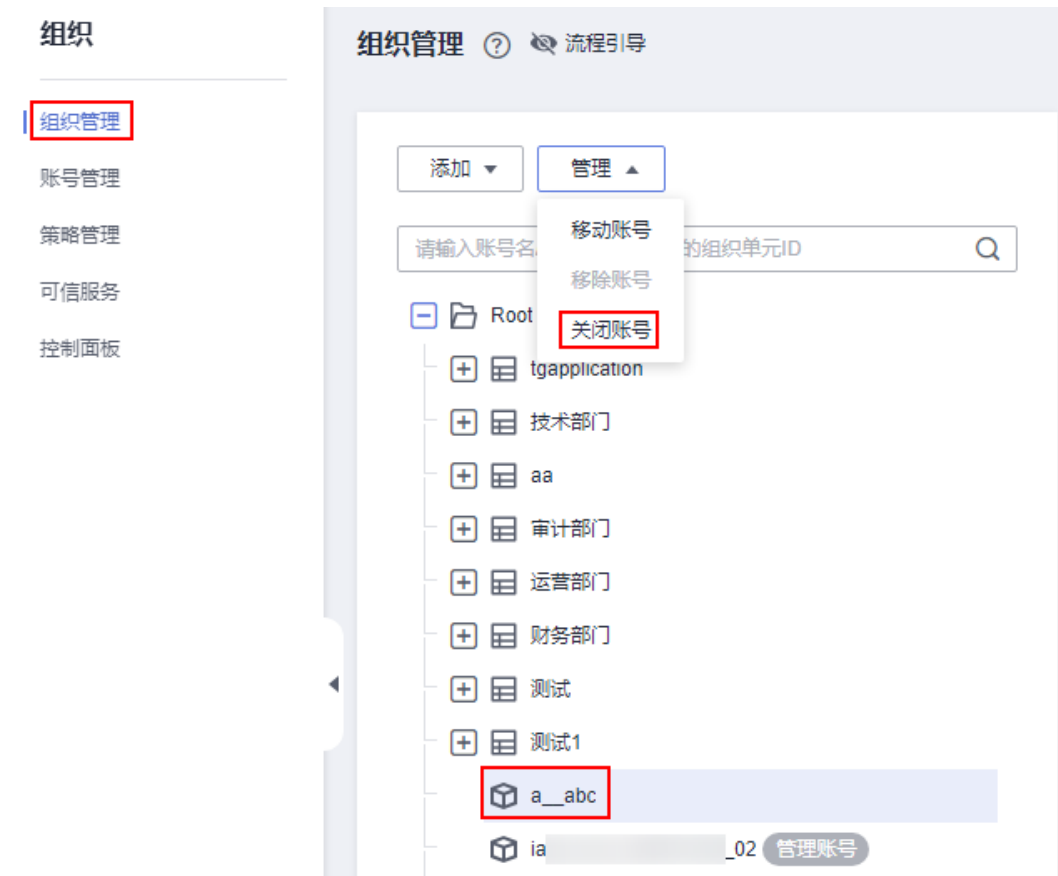 组织
组织管理
账号管理
策略管理
可信服务
控制面板
组织管理 ? 流程引导
添加 管理
移动账号
移除账号
关闭账号
请输入账号名 的组织单元ID
Root
tgapplication
技术部门
aa
审计部门
运营部门
财务部门
测试
测试1
a__abc
ia _02 管理账号